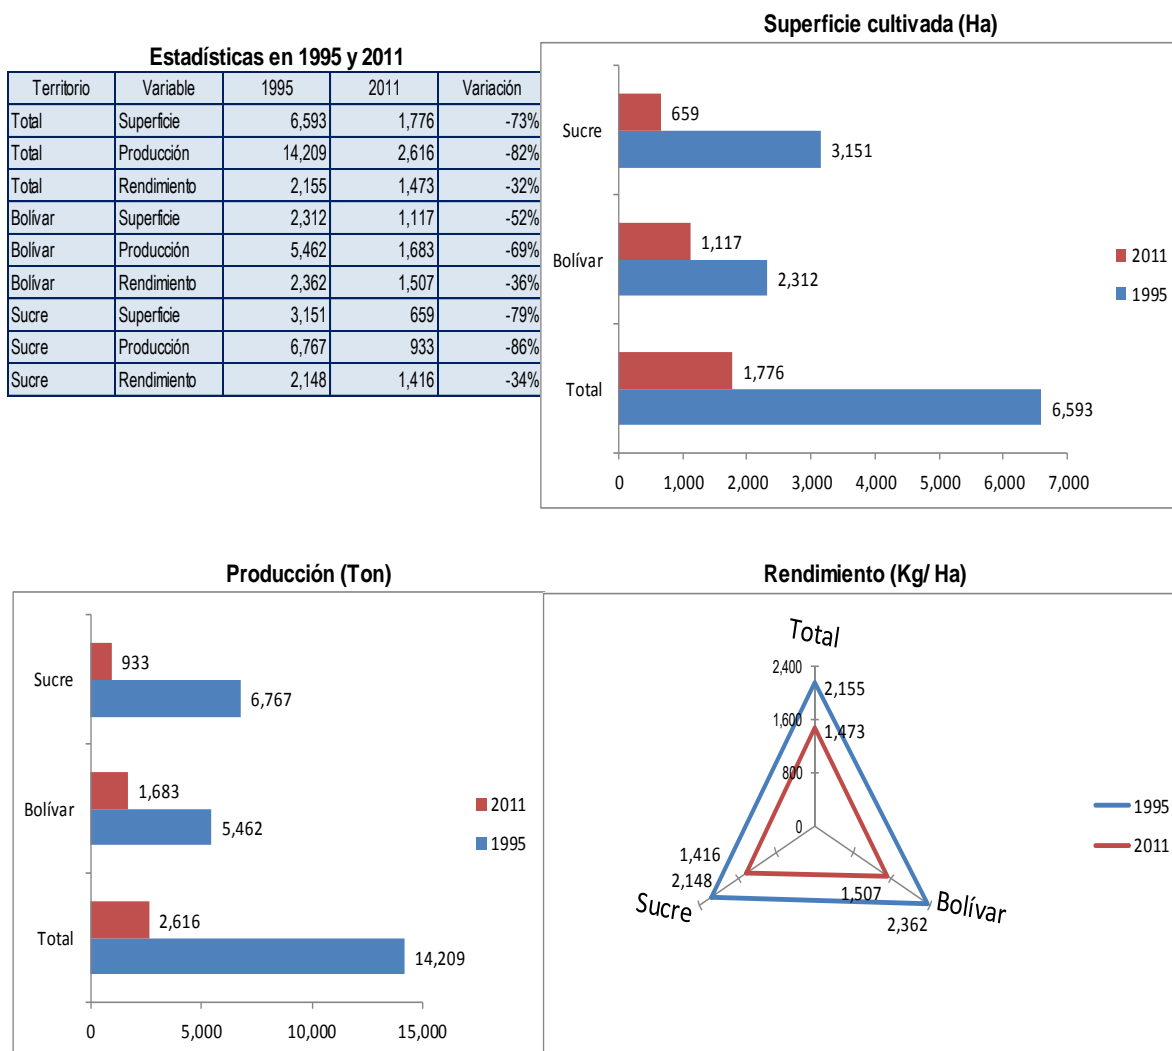 Estadísticas en 1995 y 2011
Territorio Variable 1995 2011 Variación
Total Superficie 6,593 1,776 -73%
Total Producción 14,209 2,616 -82%
Total Rendimiento 2,155 1,473 -32%
Bolívar Superficie 2,312 1,117 -52%
Bolívar Producción 5,462 1,683 -69%
Bolívar Rendimiento 2,362 1,507 -36%
Sucre Superficie 3,151 659 -79%
Sucre Producción 6,767 933 -86%
Sucre Rendimiento 2,148 1,416 -34%
Superficie cultivada (Ha)
659
Sucre
3,151
1,117
Bolívar
2,312
1,776
Total
6,593
0 1,000 2,000 3,000 4,000 5,000 6,000 7,000
2011
1995
Producción (Ton)
933
Sucre
6,767
1,683
Bolívar
5,462
2,616
Total
14,209
0 5,000 10,000 15,000
2011
1995
Rendimiento (Kg/ Ha)
Total
2,400
2,155
1,600
1,473
800
0
1,416
2,148
Sucre
1,507
Bolívar
2,362
1995
2011